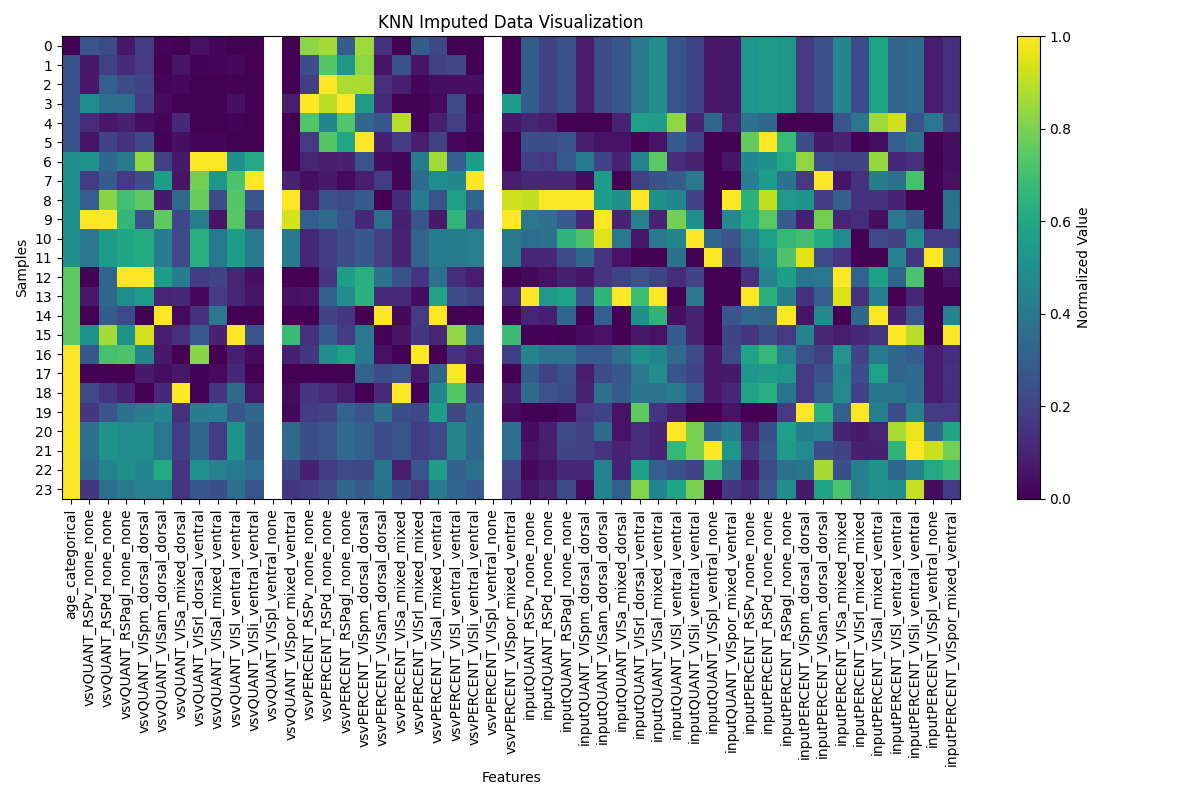 KNN Imputed Data Visualization
0
1
2
3
4
5
6
7
8
9
10
11
12
13
14
15
16
17
18
19
20
21
22
23
Samples
age_categorical
vsvQUANT_RSPv_none_none
vsvQUANT_RSPd_none_none
vsvQUANT_RSPagl_none_none
vsvQUANT_VISpm_dorsal_dorsal
vsvQUANT_VISam_dorsal_dorsal
vsvQUANT_VISa_mixed_dorsal
vsvQUANT_VISrl_dorsal_ventral
vsvQUANT_VISal_mixed_ventral
vsvQUANT_VISl_ventral_ventral
vsvQUANT_VISli_ventral_ventral
vsvQUANT_VISpl_ventral_none
vsvQUANT_VISpor_mixed_ventral
vsvPERCENT_RSPv_none_none
vsvPERCENT_RSPd_none_none
vsvPERCENT_RSPagl_none_none
vsvPERCENT_VISpm_dorsal_dorsal
vsvPERCENT_VISam_dorsal_dorsal
vsvPERCENT_VISa_mixed_mixed
vsvPERCENT_VISrl_mixed_mixed
vsvPERCENT_VISal_mixed_ventral
vsvPERCENT_VISl_ventral_ventral
vsvPERCENT_VISli_ventral_ventral
vsvPERCENT_VISpl_ventral_none
vsvPERCENT_VISpor_mixed_ventral
inputQUANT_RSPv_none_none
inputQUANT_RSPd_none_none
inputQUANT_RSPagl_none_none
inputQUANT_VISpm_dorsal_dorsal
inputQUANT_VISam_dorsal_dorsal
inputQUANT_VISa_mixed_dorsal
inputQUANT_VISrl_dorsal_ventral
inputQUANT_VISal_mixed_ventral
inputQUANT_VISl_ventral_ventral
inputQUANT_VISli_ventral_ventral
inputQUANT_VISpl_ventral_none
inputQUANT_VISpor_mixed_ventral
inputPERCENT_RSPv_none_none
inputPERCENT_RSPd_none_none
inputPERCENT_RSPagl_none_none
inputPERCENT_VISpm_dorsal_dorsal
inputPERCENT_VISam_dorsal_dorsal
inputPERCENT_VISa_mixed_mixed
inputPERCENT_VISrl_mixed_mixed
inputPERCENT_VISal_mixed_ventral
inputPERCENT_VISl_ventral_ventral
inputPERCENT_VISli_ventral_ventral
inputPERCENT_VISpl_ventral_none
inputPERCENT_VISpor_mixed_ventral
Features
1.0
0.8
0.6
0.4
0.2
0.0
Normalized Value